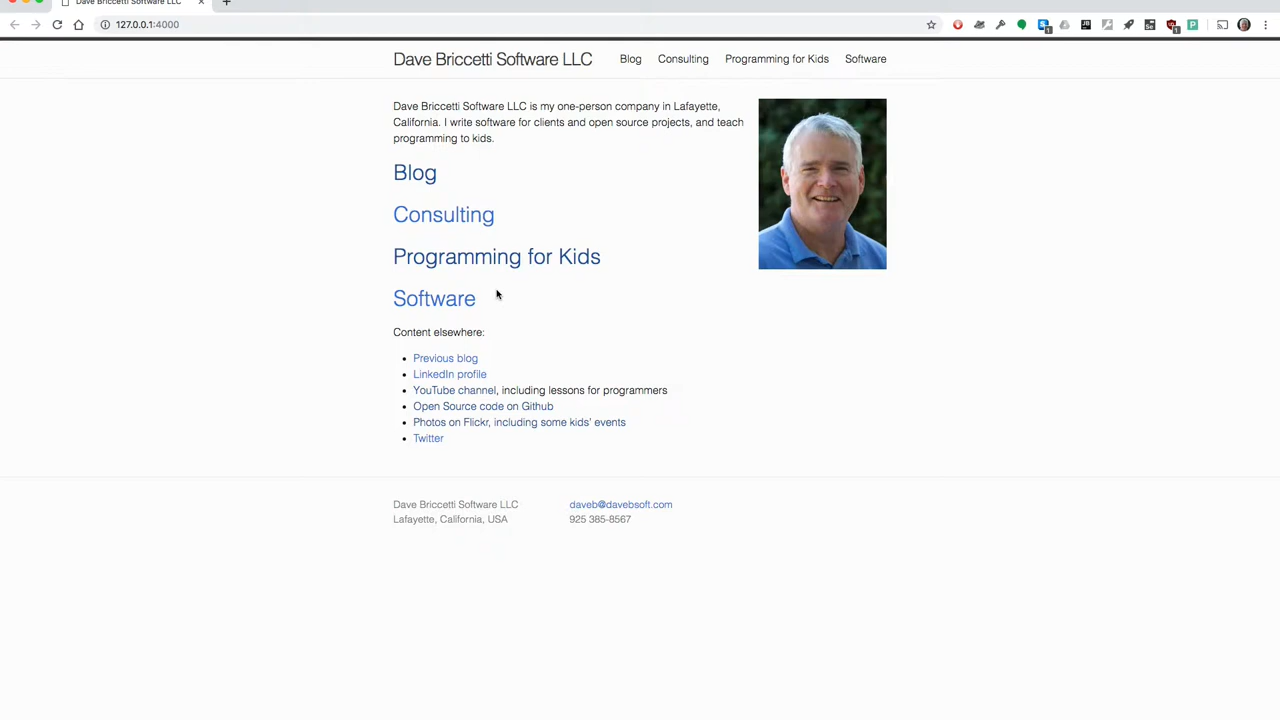 Dave Briccetti Software LLC
127.0.0.1:4000
Dave Briccetti Software LLC Blog Consulting Programming for Kids Software
Dave Briccetti Software LLC is my one-person company in Lafayette,
California. I write software for clients and open source projects, and teach
programming to kids.
Blog
Consulting
Programming for Kids
Software
Content elsewhere:
Previous blog
LinkedIn profile
YouTube channel, including lessons for programmers
Open Source code on Github
Photos on Flickr, including some kids' events
Twitter
Dave Briccetti Software LLC
Lafayette, California, USA
daveb@davebsoft.com
925 385-8567